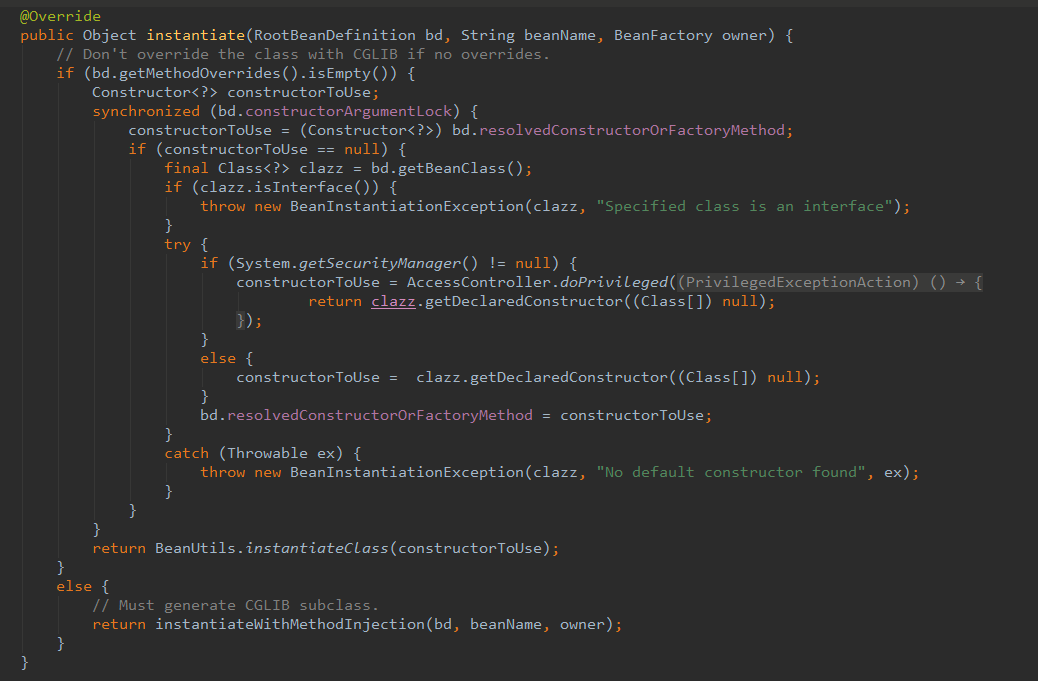 @Override
public Object instantiate(RootBeanDefinition bd, String beanName, BeanFactory owner) {
    // Don't override the class with CGLIB if no overrides.
    if (bd.getMethodOverrides().isEmpty()) {
        Constructor<?> constructorToUse;
        synchronized (bd.constructorArgumentLock) {
            constructorToUse = (Constructor<?>) bd.resolvedConstructorOrFactoryMethod;
            if (constructorToUse == null) {
                final Class<?> clazz = bd.getBeanClass();
                if (clazz.isInterface()) {
                    throw new BeanInstantiationException(clazz, "Specified class is an interface");
                }
                try {
                    if (System.getSecurityManager() != null) {
                        constructorToUse = AccessController.doPrivileged((PrivilegedExceptionAction) () → {
                                return clazz.getDeclaredConstructor((Class[]) null);
                        });
                    }
                    else {
                        constructorToUse =  clazz.getDeclaredConstructor((Class[]) null);
                    }
                    bd.resolvedConstructorOrFactoryMethod = constructorToUse;
                }
                catch (Throwable ex) {
                    throw new BeanInstantiationException(clazz, "No default constructor found", ex);
                }
            }
        }
        return BeanUtils.instantiateClass(constructorToUse);
    }
    else {
        // Must generate CGLIB subclass.
        return instantiateWithMethodInjection(bd, beanName, owner);
    }
}